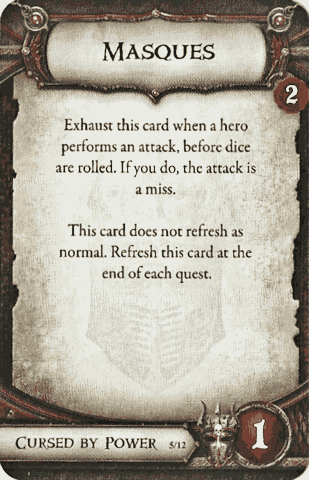 MASQUES
2
Exhaust this card when a hero
performs an attack, before dice
are rolled. If you do, the attack is
a miss.
This card does not refresh as
normal. Refresh this card at the
end of each quest.
CURSED BY POWER 5/12
1